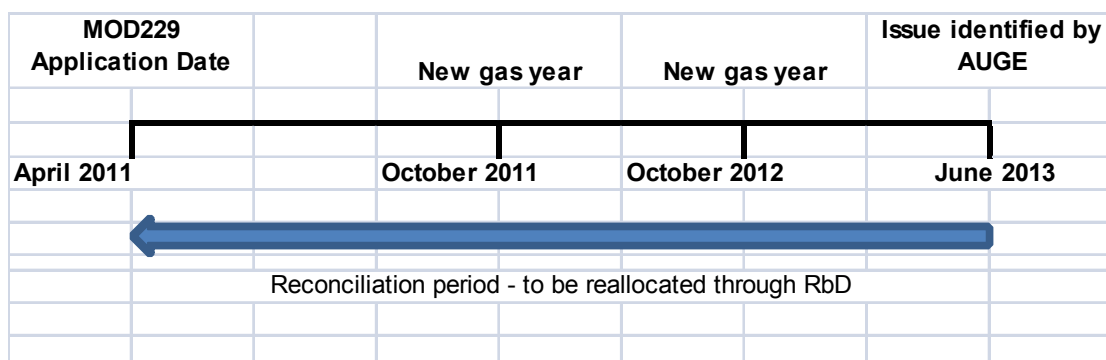 MOD229
Application Date
New gas year
New gas year
Issue identified by
AUGE
April 2011
October 2011
October 2012
June 2013
Reconciliation period - to be reallocated through RbD